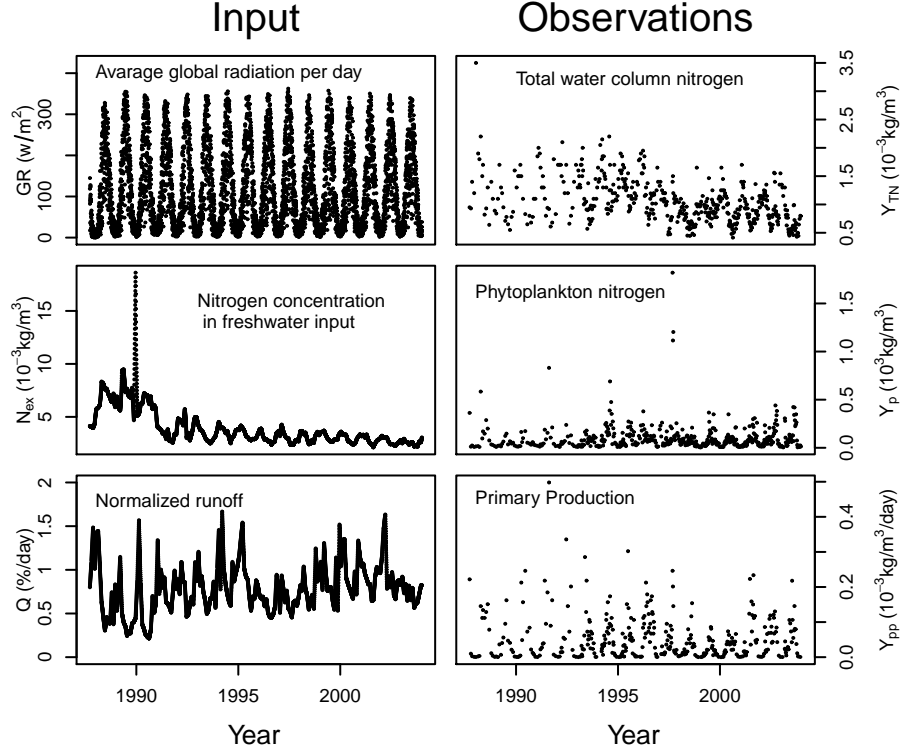 Input
Observations
Avarage global radiation per day
GR (w/m²)
0
100
300
Total water column nitrogen
Y_TN (10⁻³kg/m³)
0.5
1.5
2.5
3.5
Nitrogen concentration
in freshwater input
N_ex (10⁻³kg/m³)
5
10
15
Phytoplankton nitrogen
Y_p (10³kg/m³)
0.0
0.5
1.0
1.5
Normalized runoff
Q (%/day)
0
0.5
1
1.5
2
Primary Production
Y_pp (10⁻³kg/m³/day)
0.0
0.2
0.4
1990 1995 2000
1990 1995 2000
Year
Year